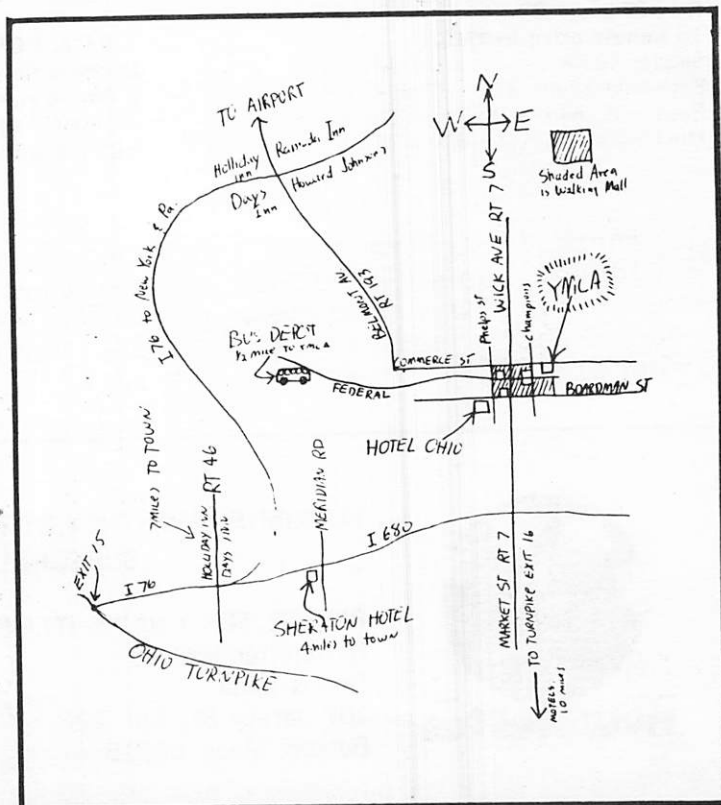 TO AIRPORT
N
W E
S
Shaded Area
is Walking Mall
Holliday
Inn
Ramada Inn
Days
Inn
Howard Johnsons
I 76 to New York & Pa.
BELMONT AV.
RT 193
Phelps St
WICK AVE RT 7
Champions
YMCA
BUS DEPOT
1/2 MILE TO YMCA
COMMERCE ST
FEDERAL
BOARDMAN ST
HOTEL OHIO
7 MILES TO TOWN
RT 46
HOLIDAY INN
DAYS INN
MERIDIAN RD
I 680
EXIT 15
I 76
SHERATON HOTEL
4 miles to town
OHIO TURNPIKE
MARKET ST RT 7
TO TURNPIKE EXIT 16
MOTELS
10 MILES